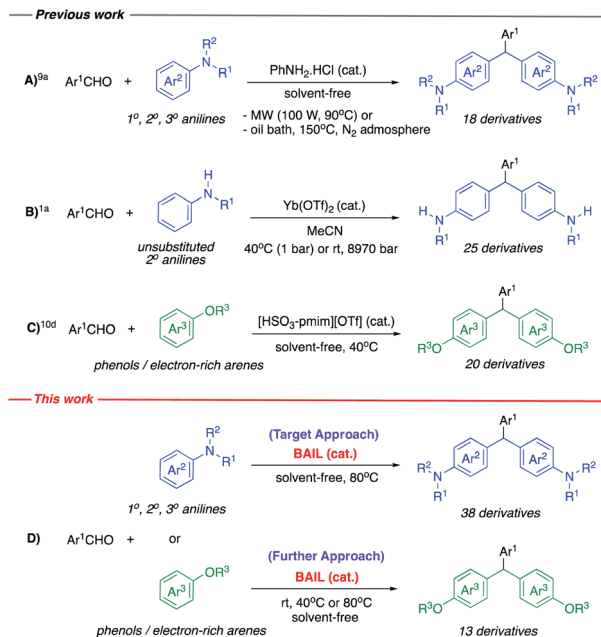 Previous work
A)9a
Ar1CHO + Ar2 N R2 R1
1o, 2o, 3o anilines
PhNH2.HCl (cat.)
solvent-free
- MW (100 W, 90oC) or
- oil bath, 150oC, N2 admosphere
Ar1
R2 N R1 Ar2 Ar2 N R2 R1
18 derivatives
B)1a
Ar1CHO + H N R1
unsubstituted
2o anilines
Yb(OTf)2 (cat.)
MeCN
40oC (1 bar) or rt, 8970 bar
Ar1
H N R1 N H R1
25 derivatives
C)10d
Ar1CHO + Ar3 OR3
phenols / electron-rich arenes
[HSO3-pmim][OTf] (cat.)
solvent-free, 40oC
Ar1
R3O Ar3 Ar3 OR3
20 derivatives
This work
Ar2 N R2 R1
1o, 2o, 3o anilines
(Target Approach)
BAIL (cat.)
solvent-free, 80oC
Ar1
R2 N R1 Ar2 Ar2 N R2 R1
38 derivatives
D) Ar1CHO + or
Ar3 OR3
phenols / electron-rich arenes
(Further Approach)
BAIL (cat.)
rt, 40oC or 80oC
solvent-free
Ar1
R3O Ar3 Ar3 OR3
13 derivatives